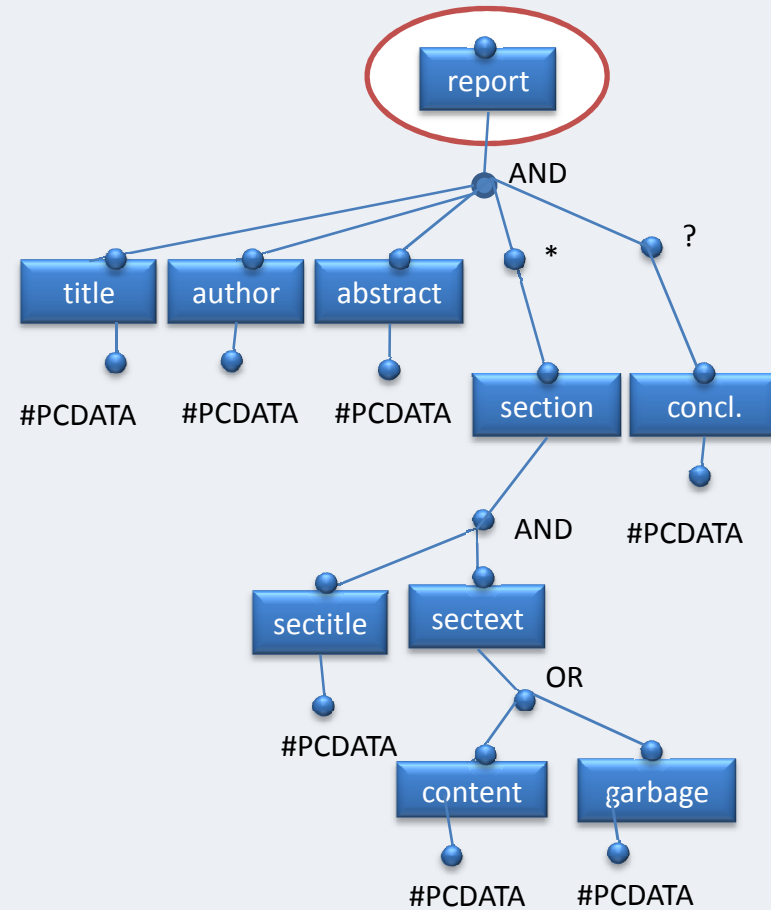 report
AND
?
*
title
author
abstract
#PCDATA
#PCDATA
#PCDATA
section
concl.
AND
#PCDATA
sectitle
sectext
OR
#PCDATA
content
garbage
#PCDATA
#PCDATA